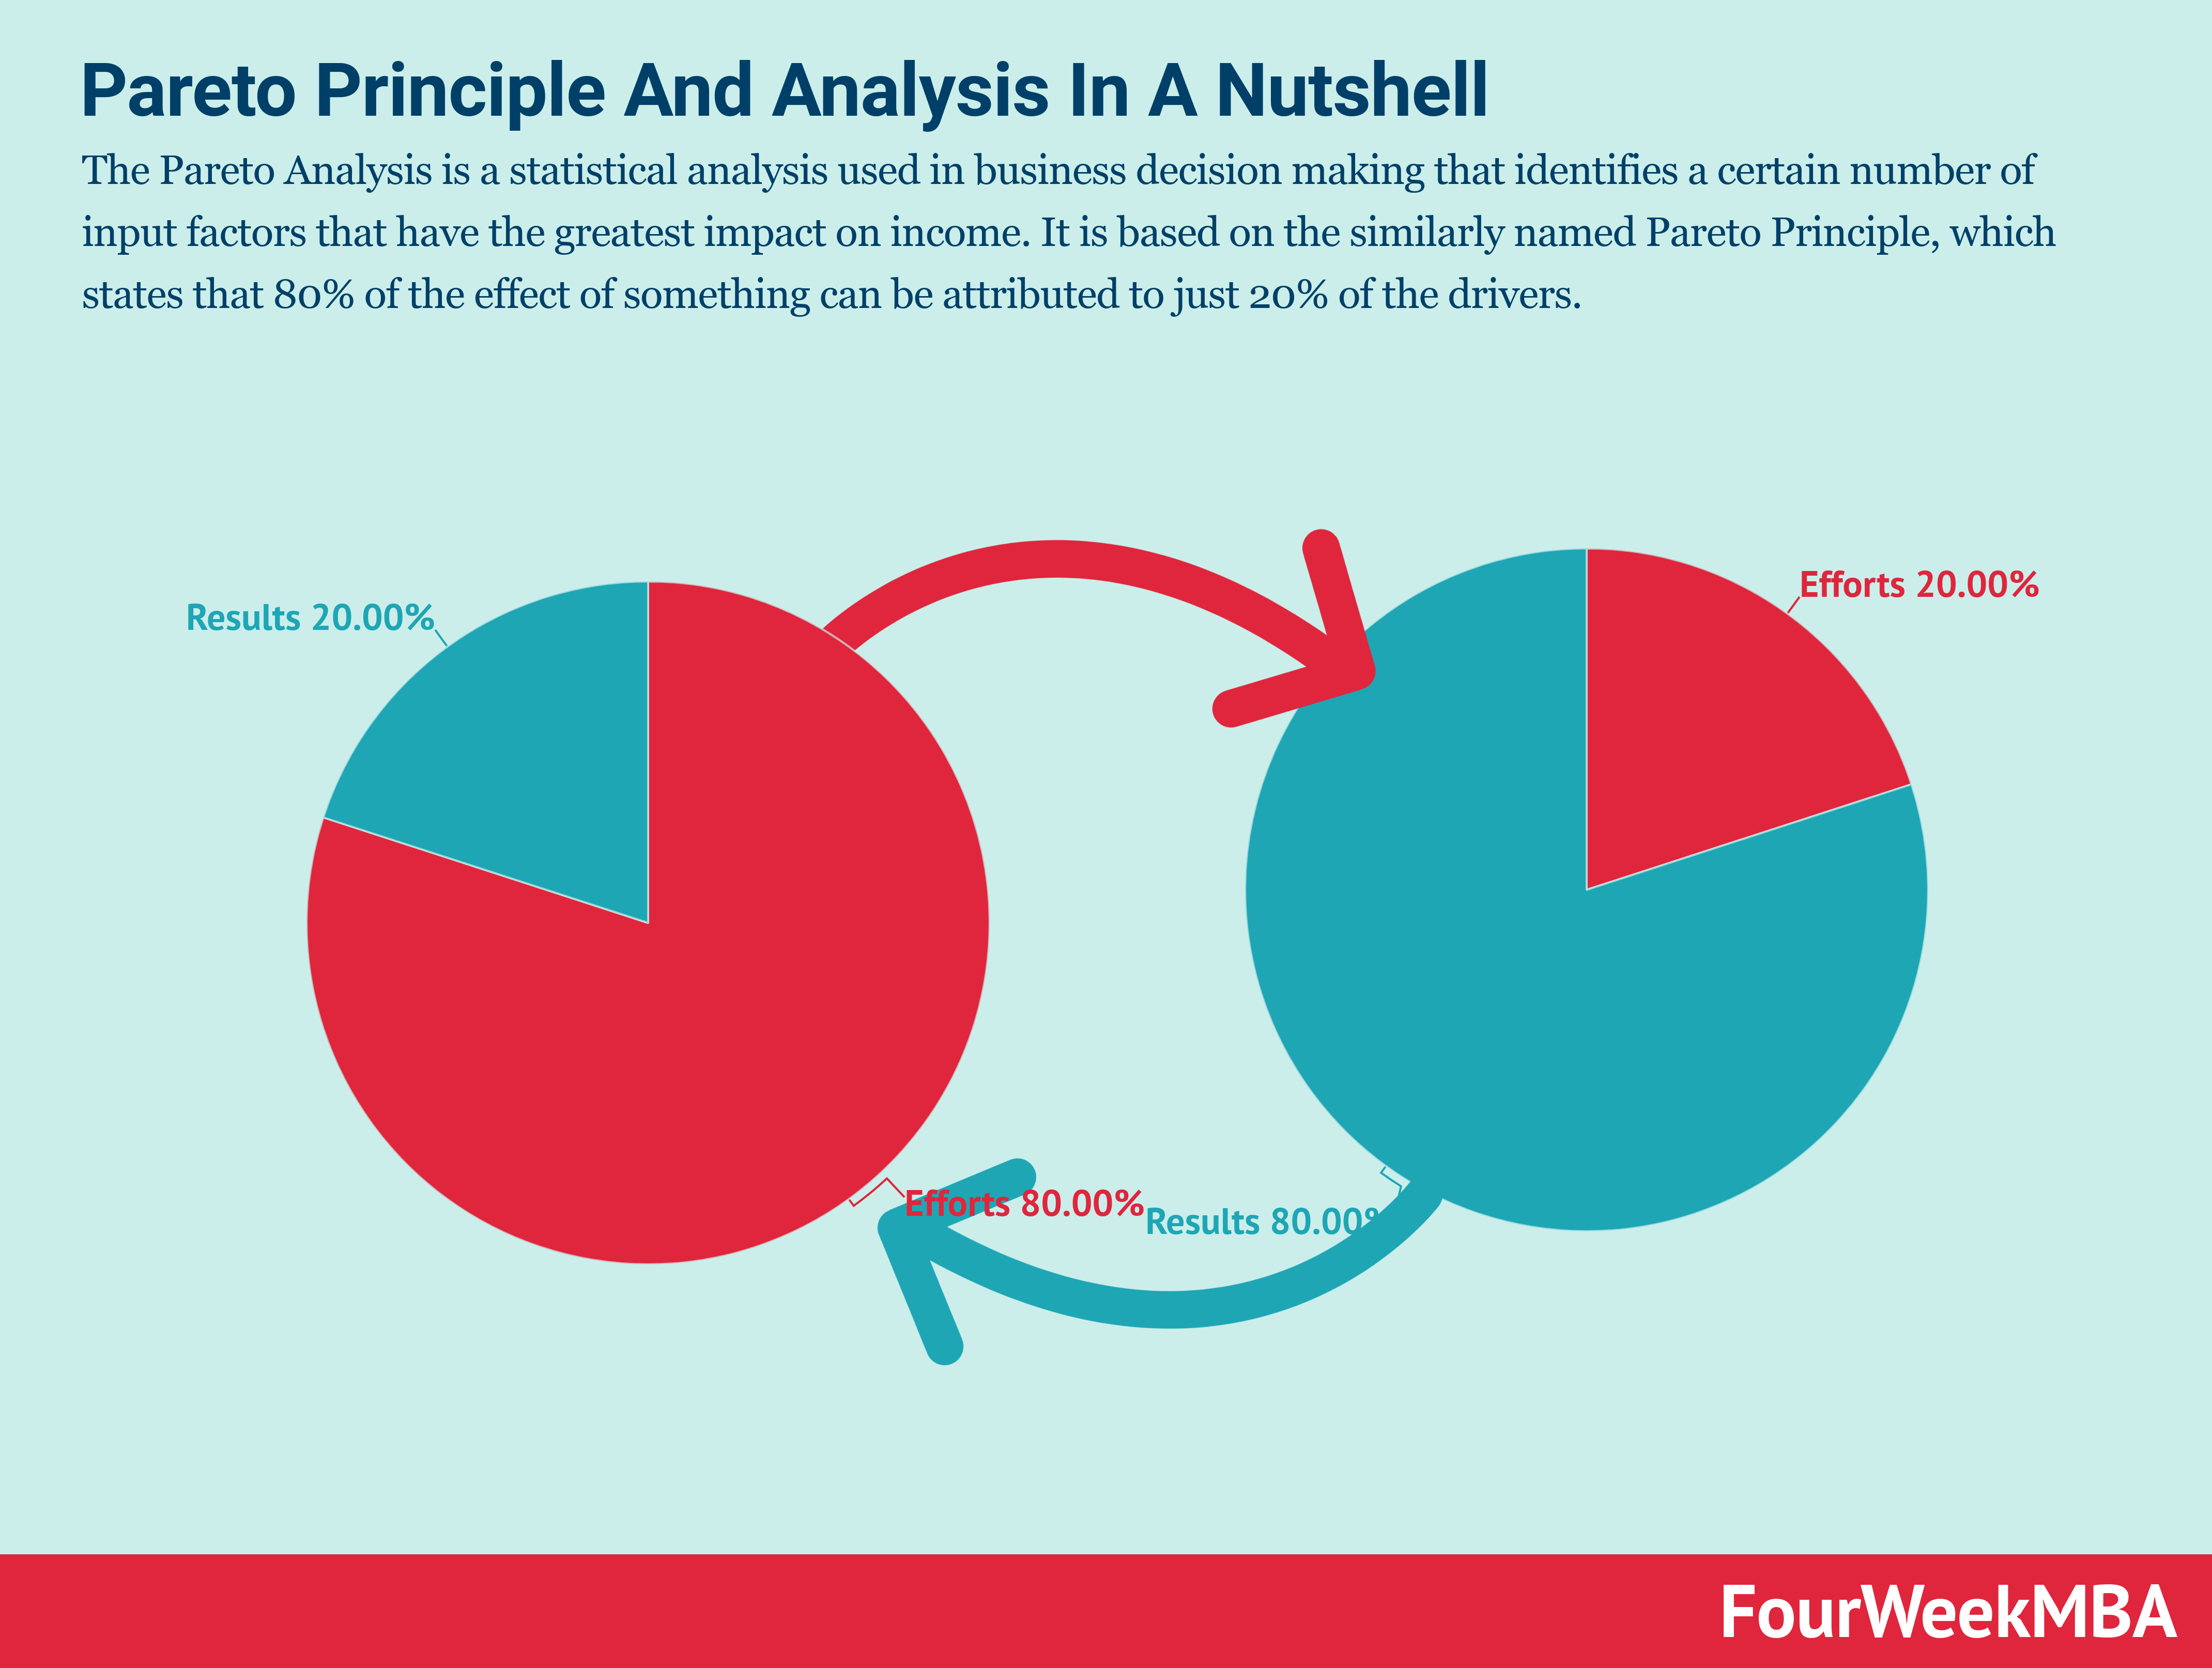 Pareto Principle And Analysis In A Nutshell
The Pareto Analysis is a statistical analysis used in business decision making that identifies a certain number of
input factors that have the greatest impact on income. It is based on the similarly named Pareto Principle, which
states that 80% of the effect of something can be attributed to just 20% of the drivers.
Results 20.00%
Efforts 20.00%
Efforts 80.00%
Results 80.00%
FourWeekMBA